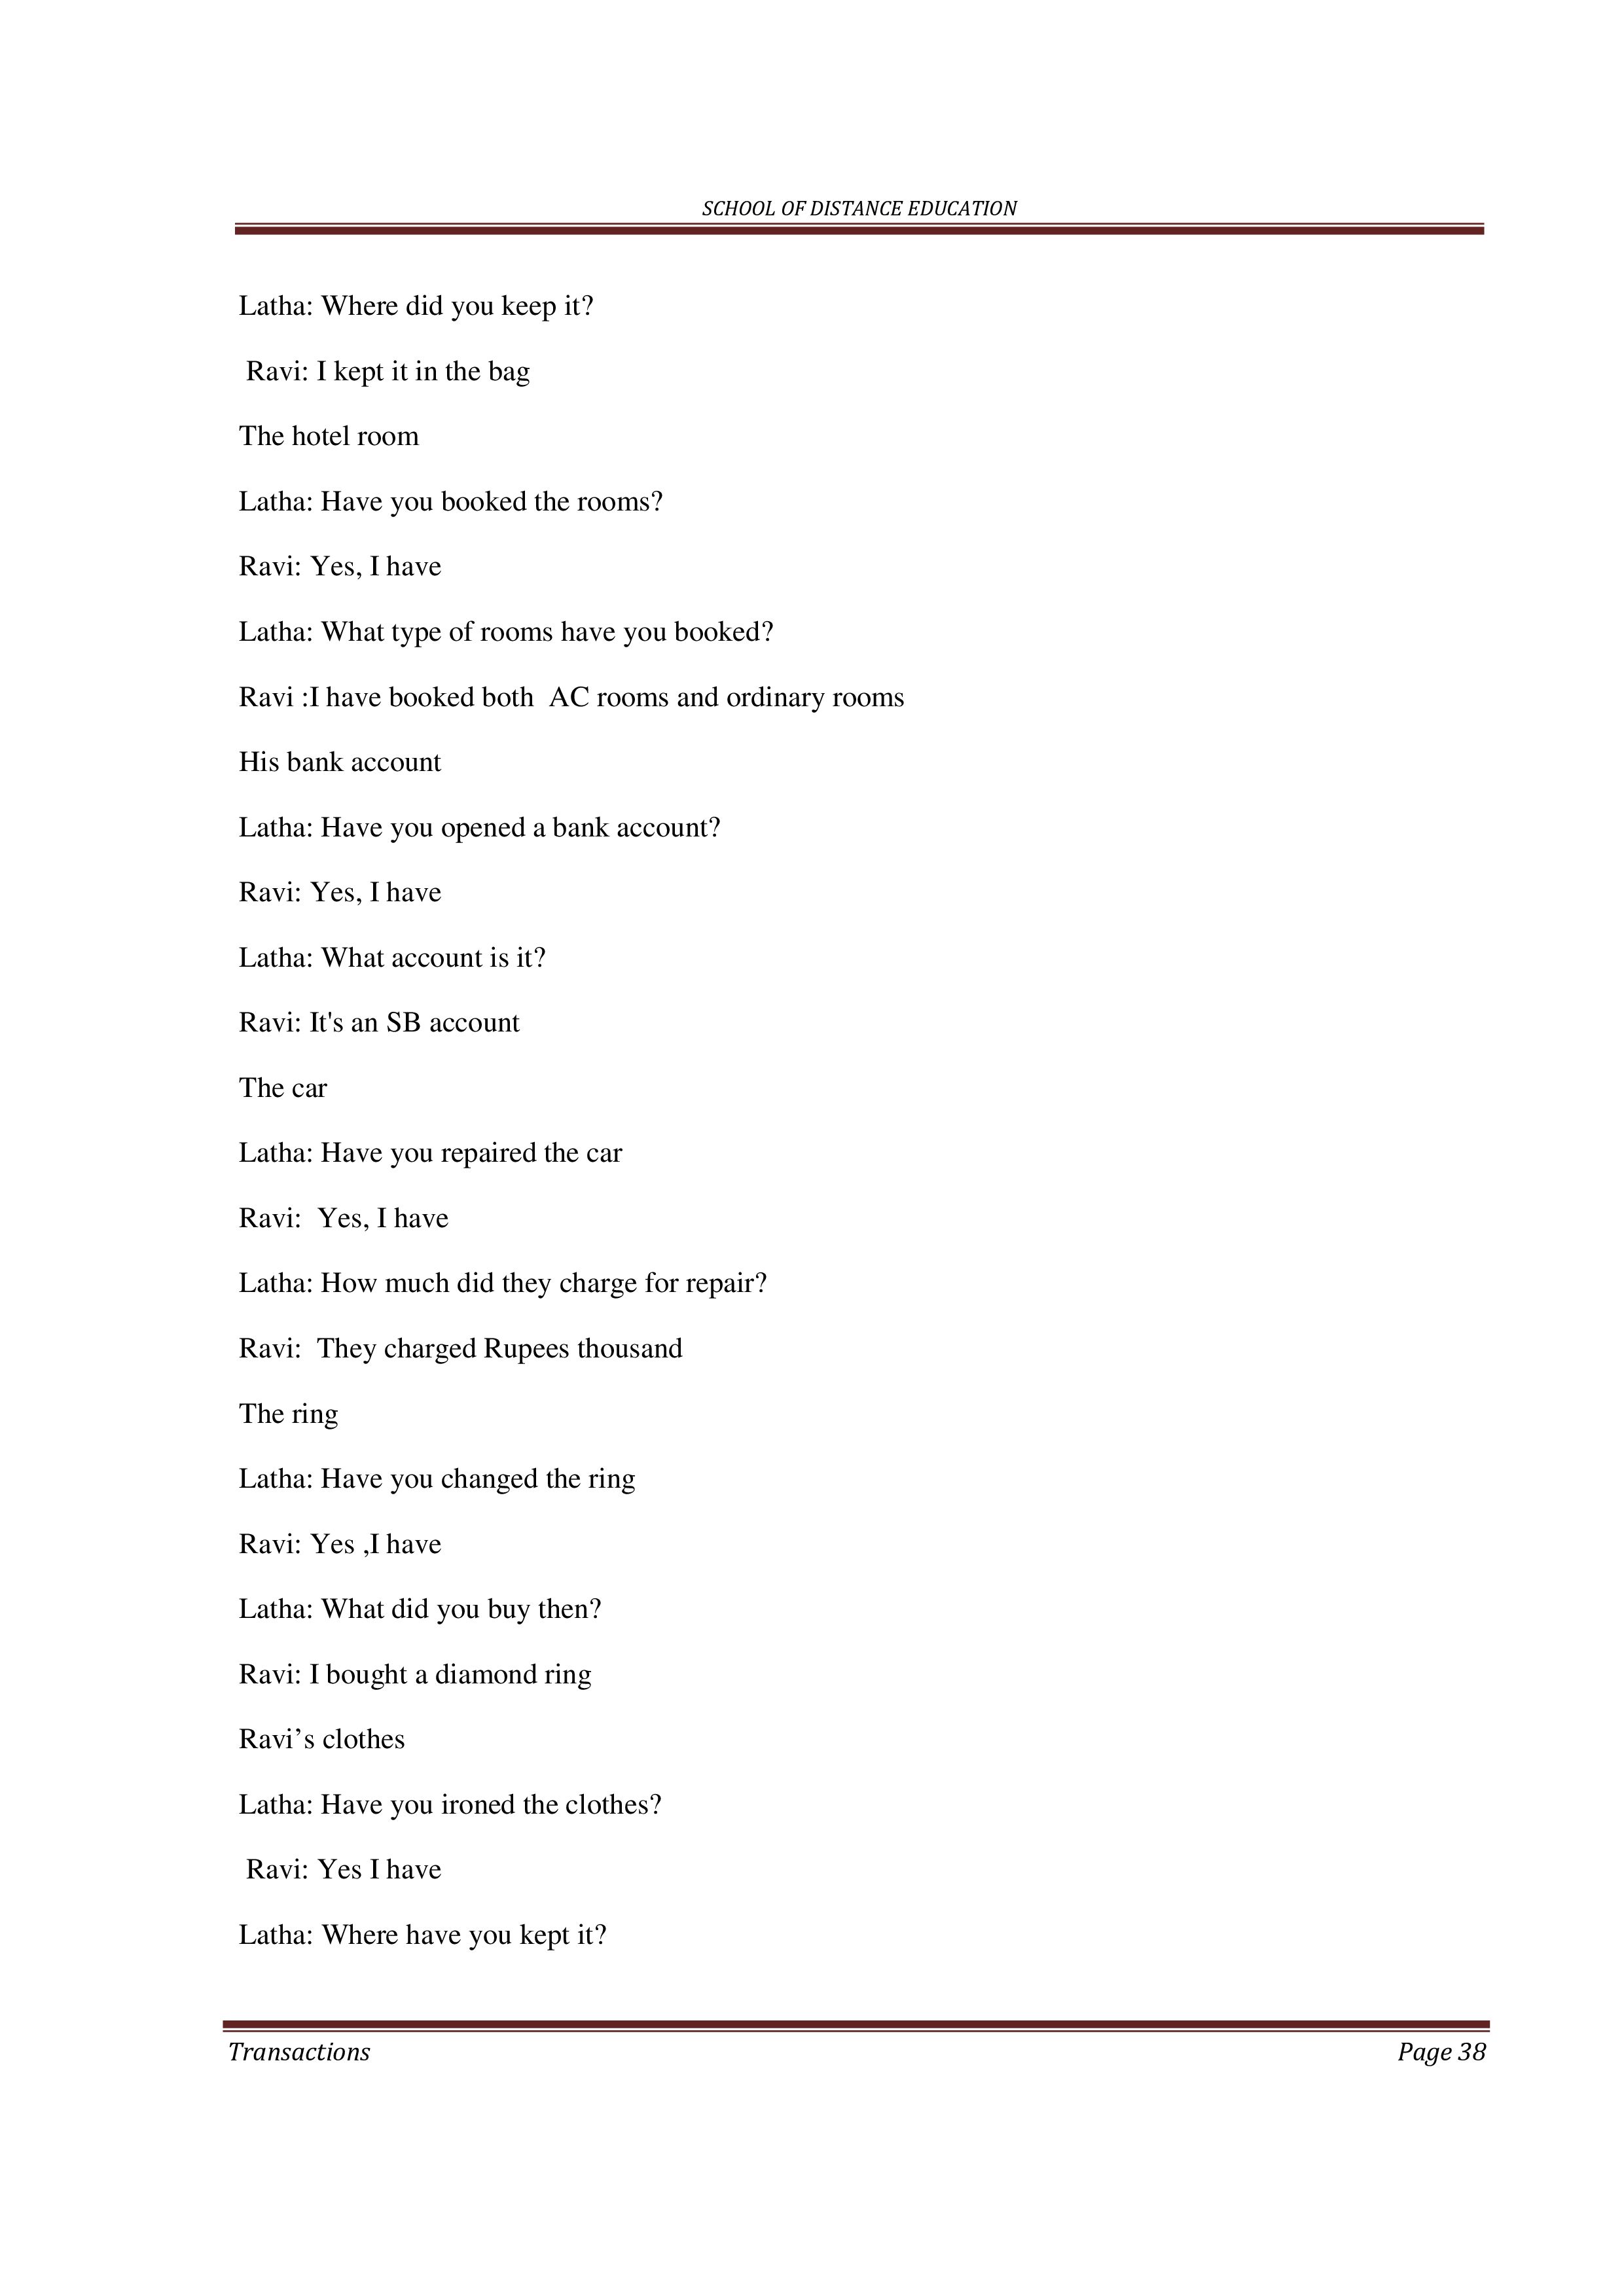 SCHOOL OF DISTANCE EDUCATION
Latha: Where did you keep it?
Ravi: I kept it in the bag
The hotel room
Latha: Have you booked the rooms?
Ravi: Yes, I have
Latha: What type of rooms have you booked?
Ravi :I have booked both  AC rooms and ordinary rooms
His bank account
Latha: Have you opened a bank account?
Ravi: Yes, I have
Latha: What account is it?
Ravi: It's an SB account
The car
Latha: Have you repaired the car
Ravi:  Yes, I have
Latha: How much did they charge for repair?
Ravi:  They charged Rupees thousand
The ring
Latha: Have you changed the ring
Ravi: Yes ,I have
Latha: What did you buy then?
Ravi: I bought a diamond ring
Ravi’s clothes
Latha: Have you ironed the clothes?
Ravi: Yes I have
Latha: Where have you kept it?
Transactions Page 38